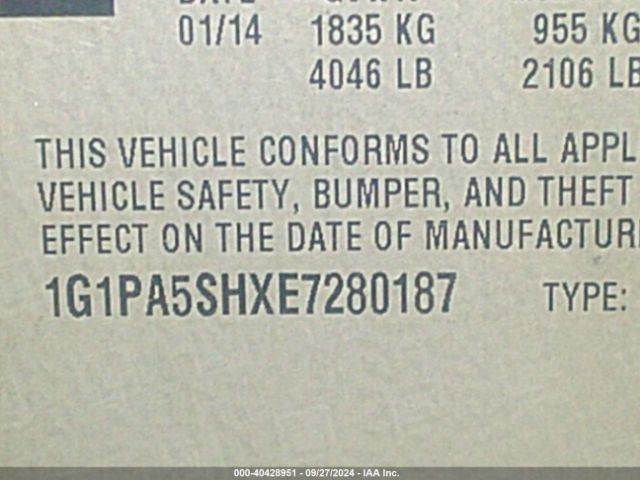 01/14 1835 KG 955 KG
4046 LB 2106 LB
THIS VEHICLE CONFORMS TO ALL APPL
VEHICLE SAFETY, BUMPER, AND THEFT
EFFECT ON THE DATE OF MANUFACTUR
1G1PA5SHXE7280187 TYPE:
000-40428951 - 09/27/2024 - IAA Inc.